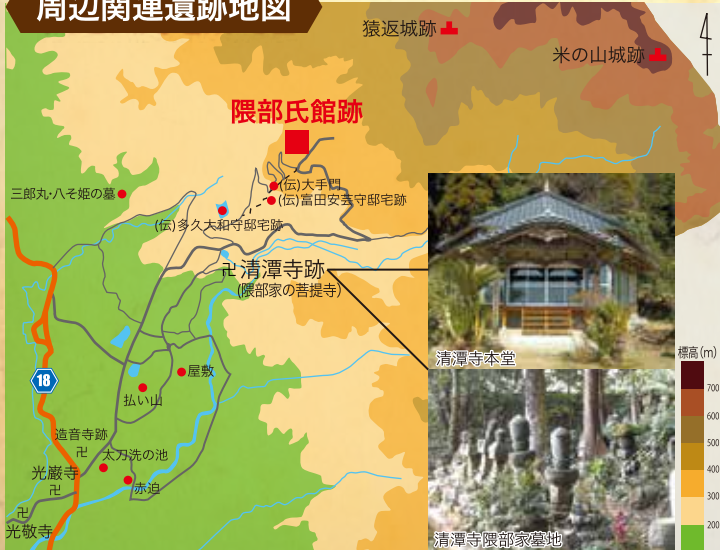 周辺関連遺跡地図
猿返城跡
米の山城跡
隈部氏館跡
(伝)大手門
(伝)富田安芸守邸宅跡
三郎丸・八そ姫の墓
(伝)多久大和守邸宅跡
卍清潭寺跡
(隈部家の菩提寺)
清潭寺本堂
標高(m)
700
600
500
400
300
200
18
屋敷
払い山
造音寺跡
卍
太刀洗の池
光巌寺
卍
赤迫
卍
光敬寺
清潭寺隈部家墓地